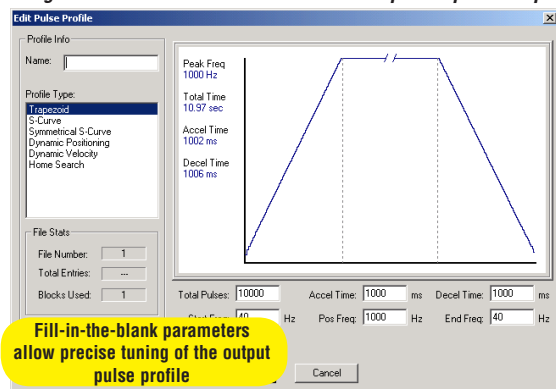 Edit Pulse Profile
Profile Info
Name:
Profile Type:
Trapezoid
S-Curve
Symmetrical S-Curve
Dynamic Positioning
Dynamic Velocity
Home Search
File Stats
File Number: 1
Total Entries: ---
Blocks Used: 1
Peak Freq
1000 Hz
Total Time
10.97 sec
Accel Time
1002 ms
Decel Time
1006 ms
Total Pulses: 10000 Accel Time: 1000 ms Decel Time: 1000 ms
Hz Pos Freq: 1000 Hz End Freq: 40 Hz
Fill-in-the-blank parameters
allow precise tuning of the output
pulse profile
Cancel